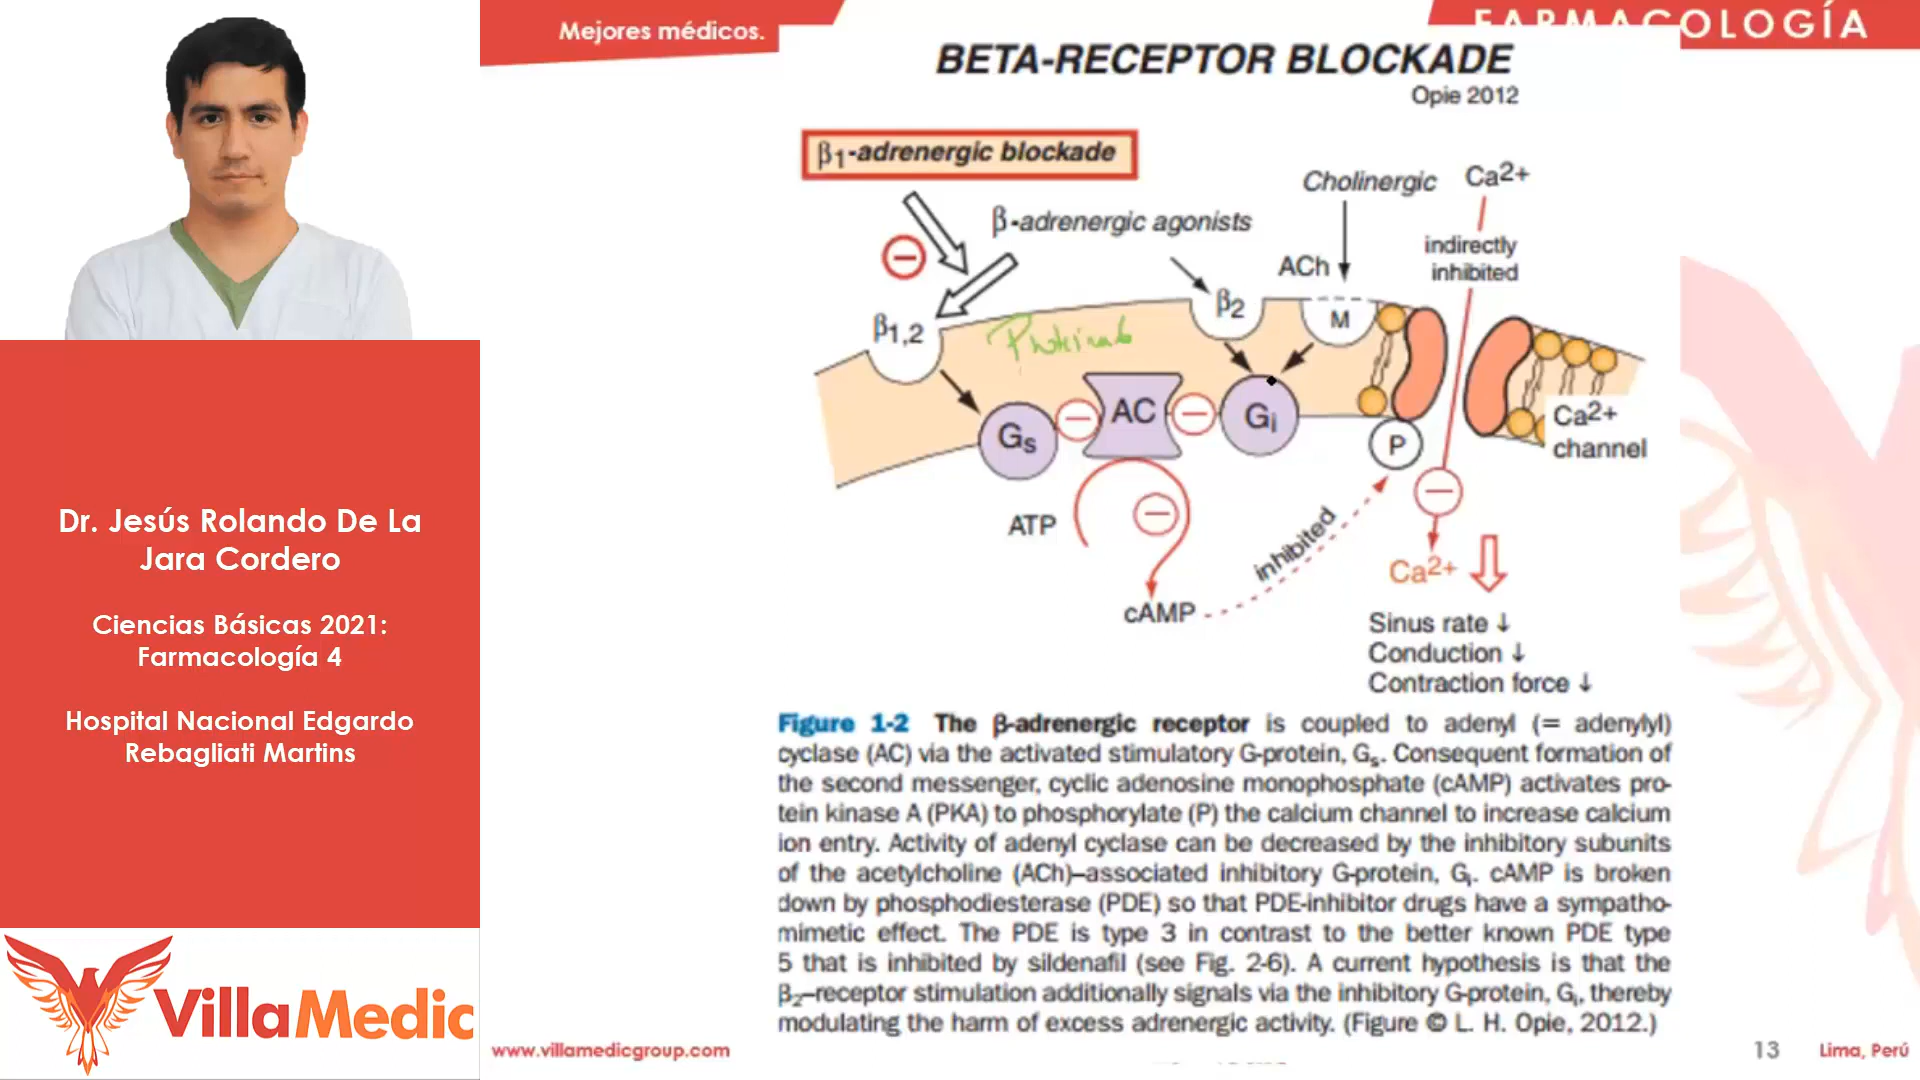 Mejores médicos.
FARMACOLOGÍA
BETA-RECEPTOR BLOCKADE
Opie 2012
β1-adrenergic blockade
Cholinergic
Ca2+
β-adrenergic agonists
indirectly
inhibited
ACh
β1,2
β2
M
Gs
AC
Gi
P
Ca2+
channel
ATP
inhibited
cAMP
Ca2+
Sinus rate ↓
Conduction ↓
Contraction force ↓
Figure 1-2 The β-adrenergic receptor is coupled to adenyl (= adenylyl)
cyclase (AC) via the activated stimulatory G-protein, Gs. Consequent formation of
the second messenger, cyclic adenosine monophosphate (cAMP) activates pro-
tein kinase A (PKA) to phosphorylate (P) the calcium channel to increase calcium
ion entry. Activity of adenyl cyclase can be decreased by the inhibitory subunits
of the acetylcholine (ACh)–associated inhibitory G-protein, Gi. cAMP is broken
down by phosphodiesterase (PDE) so that PDE-inhibitor drugs have a sympatho-
mimetic effect. The PDE is type 3 in contrast to the better known PDE type
5 that is inhibited by sildenafil (see Fig. 2-6). A current hypothesis is that the
β2–receptor stimulation additionally signals via the inhibitory G-protein, Gi, thereby
modulating the harm of excess adrenergic activity. (Figure © L. H. Opie, 2012.)
Dr. Jesús Rolando De La
Jara Cordero
Ciencias Básicas 2021:
Farmacología 4
Hospital Nacional Edgardo
Rebagliati Martins
VillaMedic
www.villamedicgroup.com
13
Lima, Perú